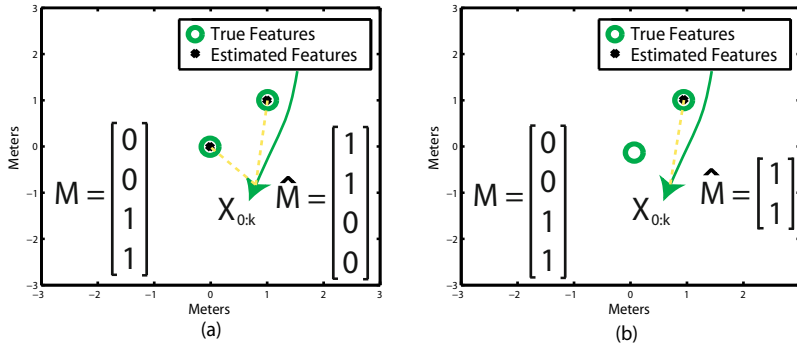 3
2
1
0
−1
−2
−3
Meters
True Features
Estimated Features
M = [0 0 1 1]
X0:k
M̂ = [1 1 0 0]
−3 −2 −1 0 1 2 3
Meters
(a)
3
2
1
0
−1
−2
−3
Meters
True Features
Estimated Features
M = [0 0 1 1]
X0:k
M̂ = [1 1]
−3 −2 −1 0 1 2
Meters
(b)